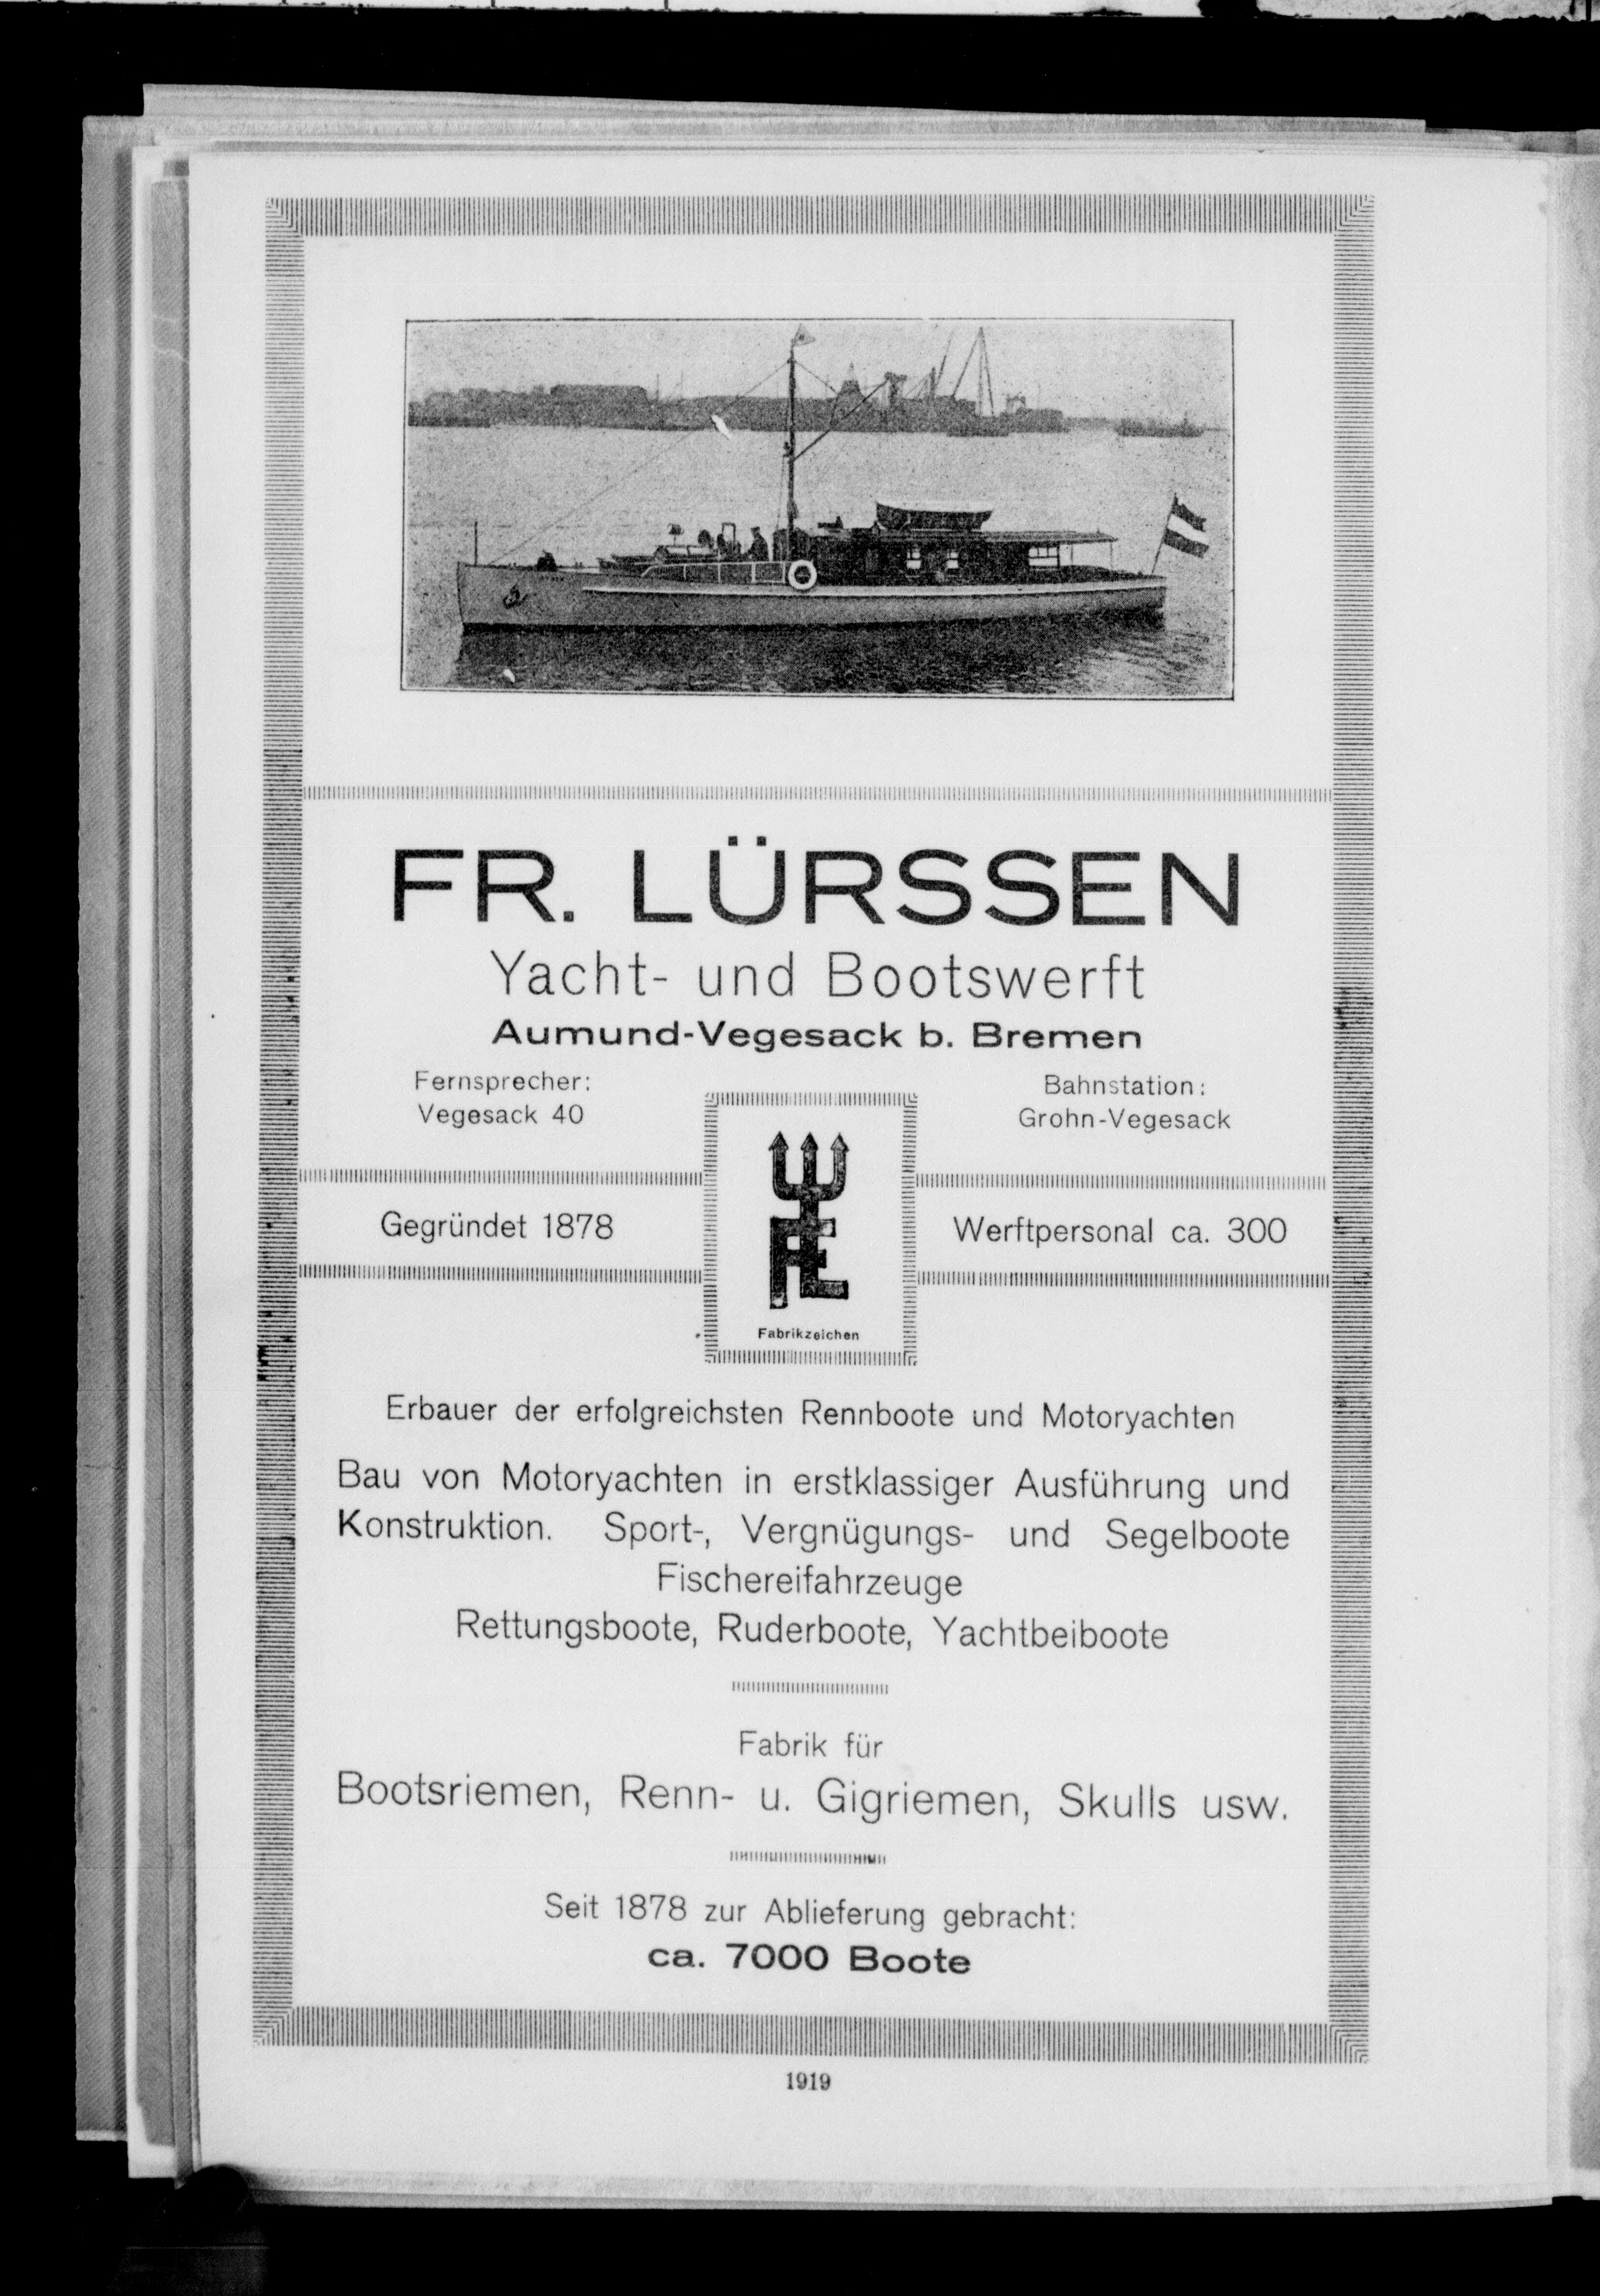 FR. LÜRSSEN
Yacht- und Bootswerft
Aumund-Vegesack b. Bremen
Fernsprecher:
Vegesack 40
Bahnstation:
Grohn-Vegesack
Gegründet 1878
Werftpersonal ca. 300
FL
Fabrikzeichen
Erbauer der erfolgreichsten Rennboote und Motoryachten
Bau von Motoryachten in erstklassiger Ausführung und
Konstruktion. Sport-, Vergnügungs- und Segelboote
Fischereifahrzeuge
Rettungsboote, Ruderboote, Yachtbeiboote
Fabrik für
Bootsriemen, Renn- u. Gigriemen, Skulls usw.
Seit 1878 zur Ablieferung gebracht:
ca. 7000 Boote
1919